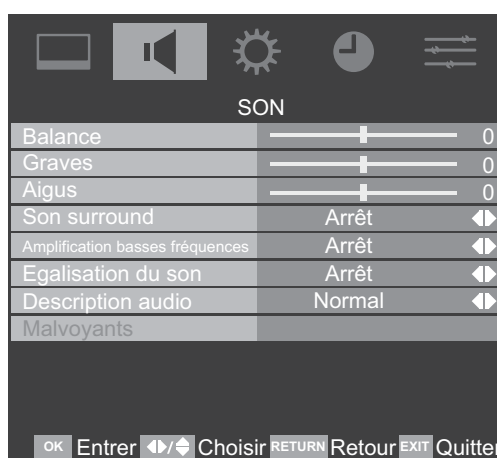 SON
Balance 0
Graves 0
Aigus 0
Son surround Arrêt
Amplification basses fréquences Arrêt
Egalisation du son Arrêt
Description audio Normal
Malvoyants
OK Entrer / Choisir RETURN Retour EXIT Quitter